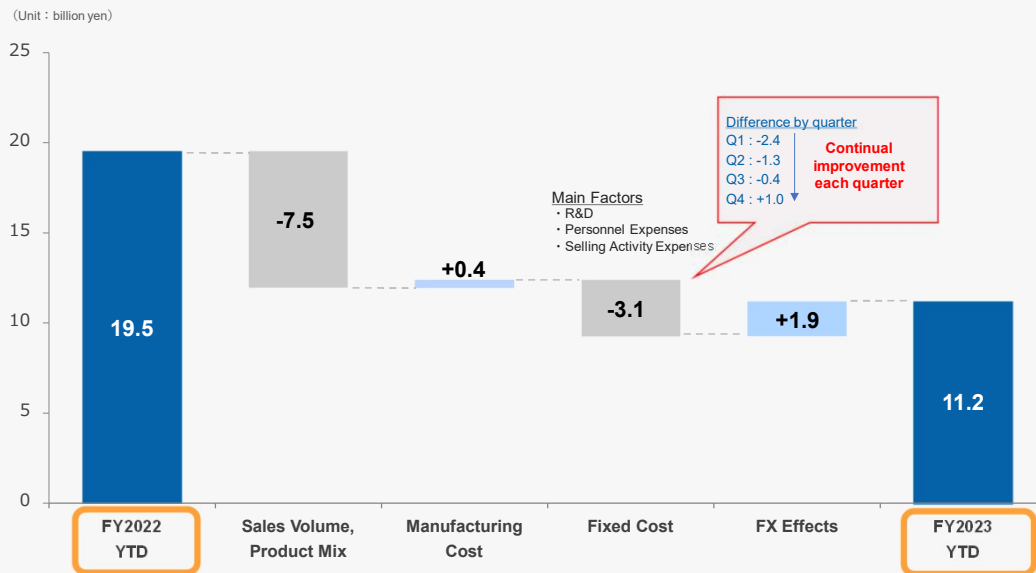 （Unit：billion yen）
25
20
15
10
5
0
19.5
-7.5
+0.4
Main Factors
・R&D
・Personnel Expenses
・Selling Activity Expenses
-3.1
Difference by quarter
Q1 : -2.4
Q2 : -1.3
Q3 : -0.4
Q4 : +1.0
Continual
improvement
each quarter
+1.9
11.2
FY2022
YTD
Sales Volume,
Product Mix
Manufacturing
Cost
Fixed Cost
FX Effects
FY2023
YTD